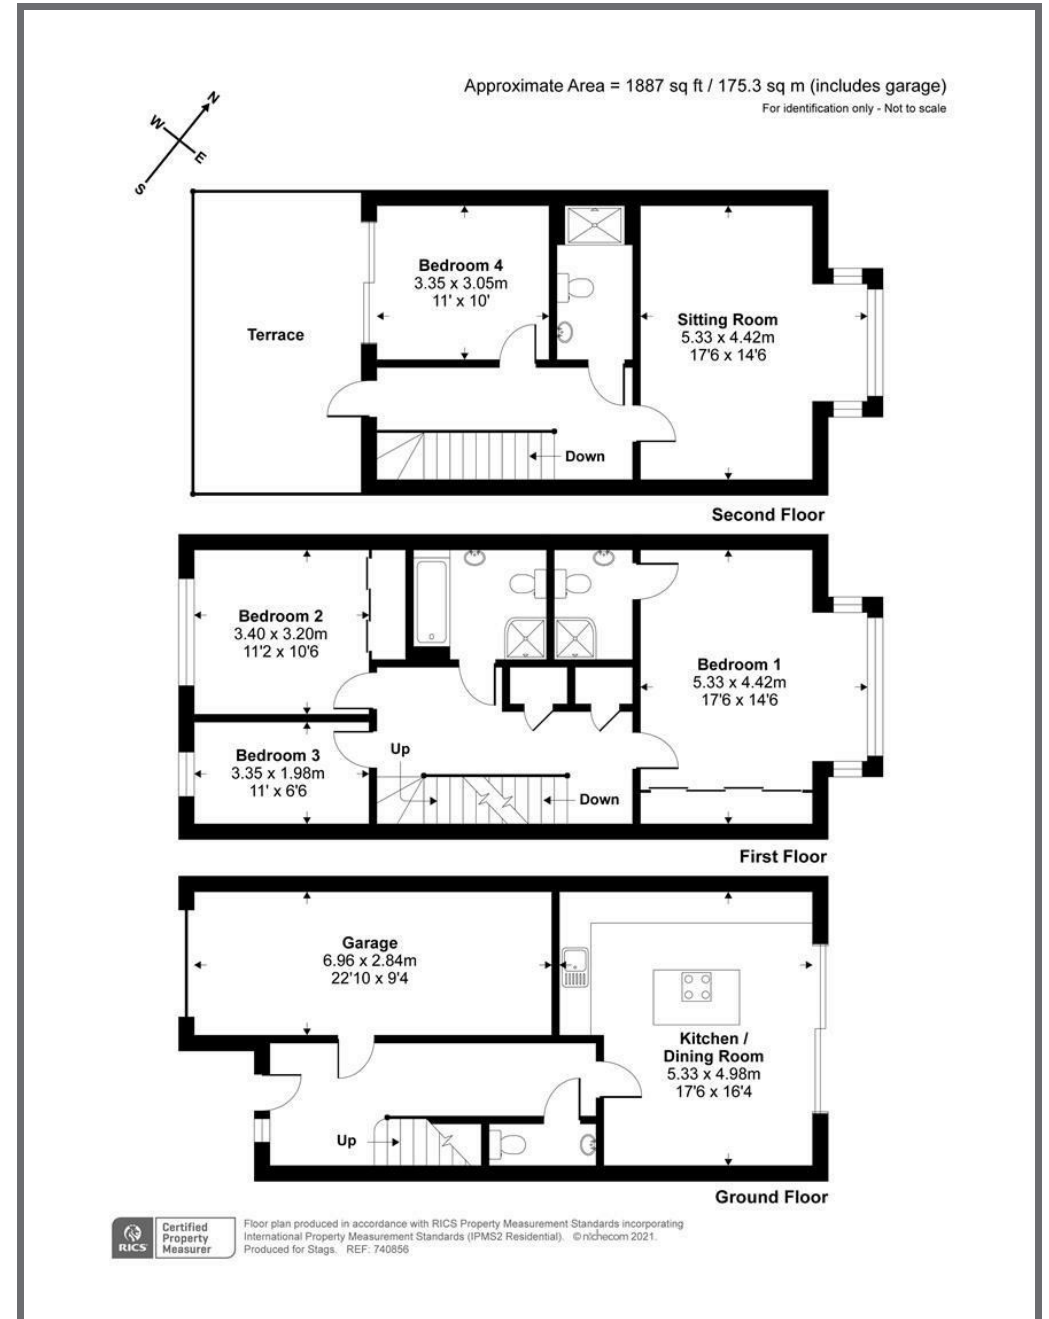 Approximate Area = 1887 sq ft / 175.3 sq m (includes garage)
For identification only - Not to scale
N
W
E
S
Bedroom 4
3.35 x 3.05m
11' x 10'
Terrace
Sitting Room
5.33 x 4.42m
17'6 x 14'6
Down
Second Floor
Bedroom 2
3.40 x 3.20m
11'2 x 10'6
Bedroom 1
5.33 x 4.42m
17'6 x 14'6
Bedroom 3
3.35 x 1.98m
11' x 6'6
Up
Down
First Floor
Garage
6.96 x 2.84m
22'10 x 9'4
Kitchen /
Dining Room
5.33 x 4.98m
17'6 x 16'4
Up
Ground Floor
RICS
Certified
Property
Measurer
Floor plan produced in accordance with RICS Property Measurement Standards incorporating
International Property Measurement Standards (IPMS2 Residential). © nichecom 2021.
Produced for Stags. REF: 740856